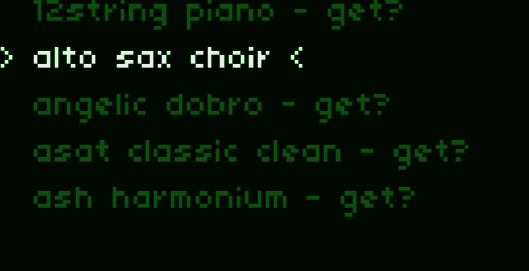 12string piano - get?
> alto sax choir <
angelic dobro - get?
asat classic clean - get?
ash harmonium - get?